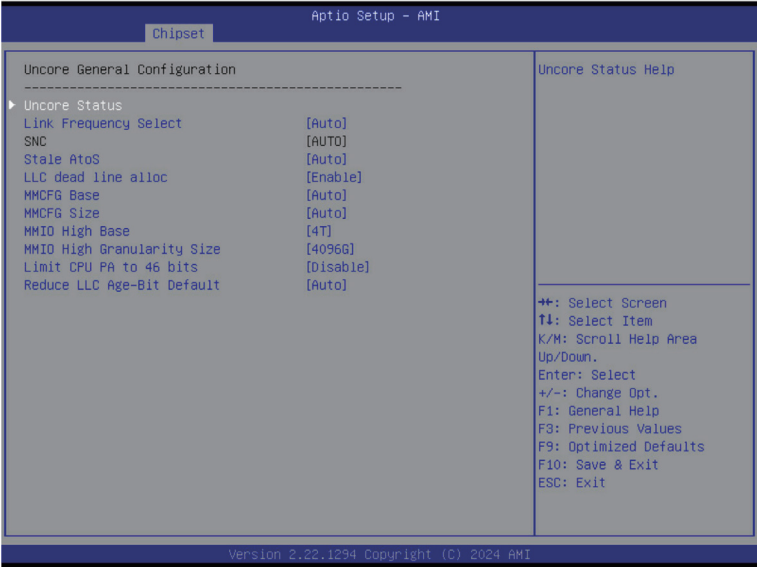 Aptio Setup – AMI
Chipset
Uncore General Configuration
--------------------------------------------------
Uncore Status
Link Frequency Select [Auto]
SNC [AUTO]
Stale AtoS [Auto]
LLC dead line alloc [Enable]
MMCFG Base [Auto]
MMCFG Size [Auto]
MMIO High Base [4T]
MMIO High Granularity Size [4096G]
Limit CPU PA to 46 bits [Disable]
Reduce LLC Age-Bit Default [Auto]
Uncore Status Help
→←: Select Screen
↑↓: Select Item
K/M: Scroll Help Area
Up/Down.
Enter: Select
+/-: Change Opt.
F1: General Help
F3: Previous Values
F9: Optimized Defaults
F10: Save & Exit
ESC: Exit
Version 2.22.1294 Copyright (C) 2024 AMI